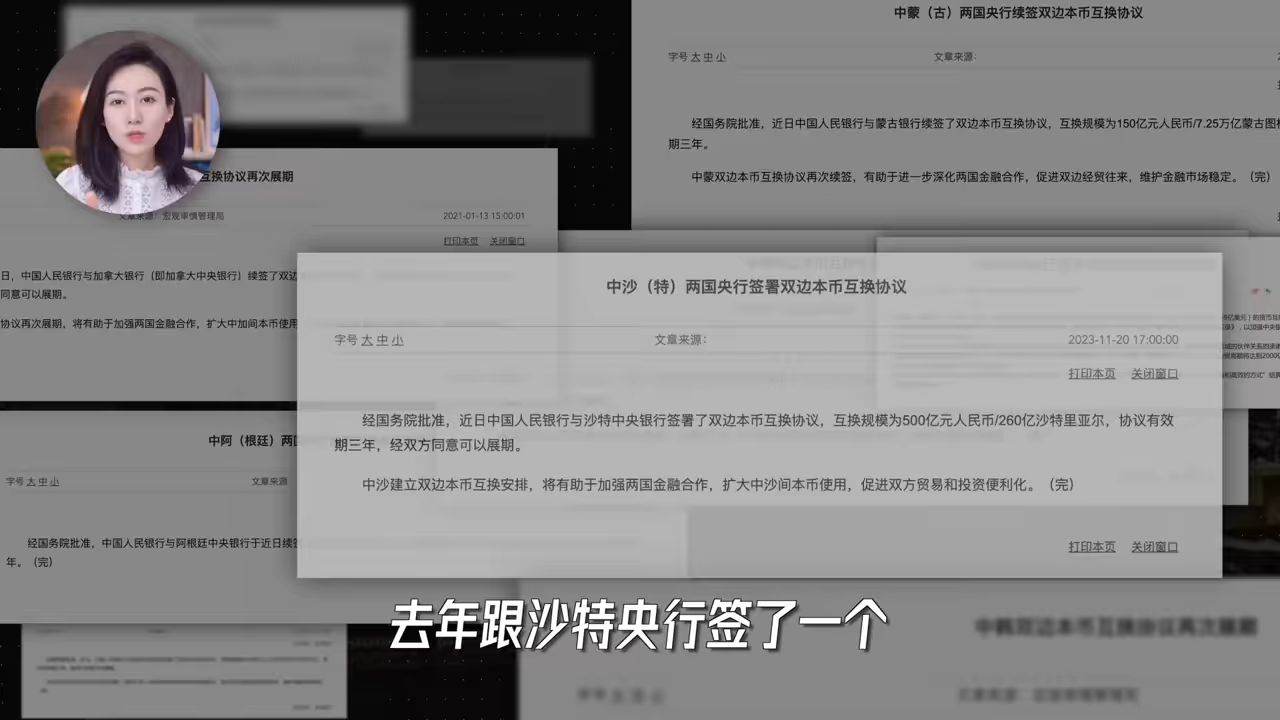 中蒙（古）两国央行续签双边本币互换协议
字号 大 中 小
文章来源：
经国务院批准，近日中国人民银行与蒙古银行续签了双边本币互换协议，互换规模为150亿元人民币/7.25万亿蒙古图
期三年。
中蒙双边本币互换协议再次续签，有助于进一步深化两国金融合作，促进双边经贸往来，维护金融市场稳定。（完）
互换协议再次展期
文章来源：宏观审慎管理局
2021-01-13 15:00:01
打印本页 关闭窗口
日，中国人民银行与加拿大银行（即加拿大中央银行）续签了双边
同意可以展期。
协议再次展期，将有助于加强两国金融合作，扩大中加间本币使用
中沙（特）两国央行签署双边本币互换协议
字号 大 中 小
文章来源：
2023-11-20 17:00:00
打印本页 关闭窗口
经国务院批准，近日中国人民银行与沙特中央银行签署了双边本币互换协议，互换规模为500亿元人民币/260亿沙特里亚尔，协议有效
期三年，经双方同意可以展期。
中沙建立双边本币互换安排，将有助于加强两国金融合作，扩大中沙间本币使用，促进双方贸易和投资便利化。（完）
打印本页 关闭窗口
中阿（根廷）两国
字号 大 中 小
文章来源
经国务院批准，中国人民银行与阿根廷中央银行于近日续签
年。（完）
去年跟沙特央行签了一个
中韩双边本币互换协议再次展期